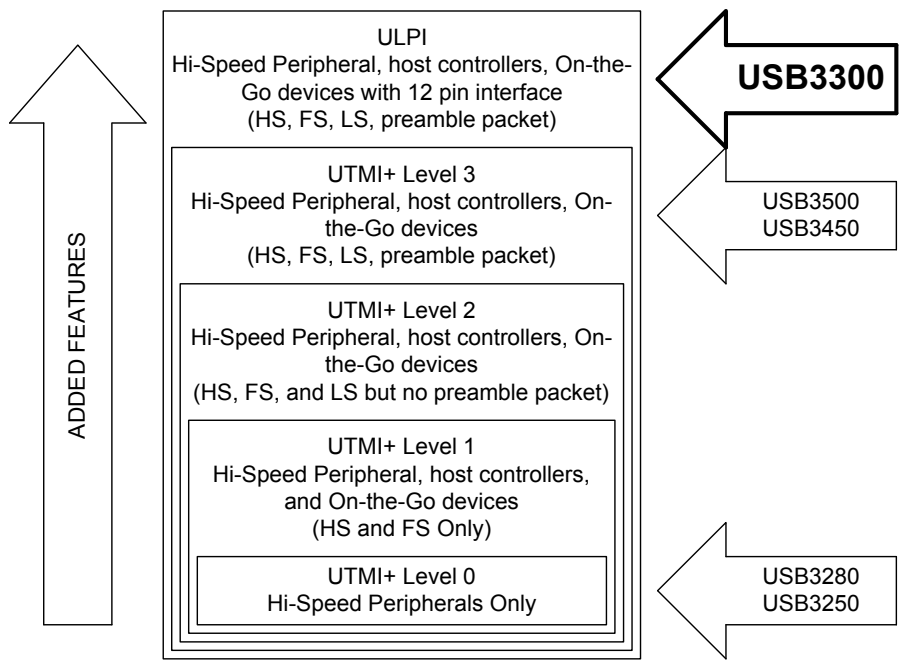 ULPI
Hi-Speed Peripheral, host controllers, On-the-
Go devices with 12 pin interface
(HS, FS, LS, preamble packet)
USB3300
UTMI+ Level 3
Hi-Speed Peripheral, host controllers, On-
the-Go devices
(HS, FS, LS, preamble packet)
USB3500
USB3450
ADDED FEATURES
UTMI+ Level 2
Hi-Speed Peripheral, host controllers, On-
the-Go devices
(HS, FS, and LS but no preamble packet)
UTMI+ Level 1
Hi-Speed Peripheral, host controllers,
and On-the-Go devices
(HS and FS Only)
UTMI+ Level 0
Hi-Speed Peripherals Only
USB3280
USB3250